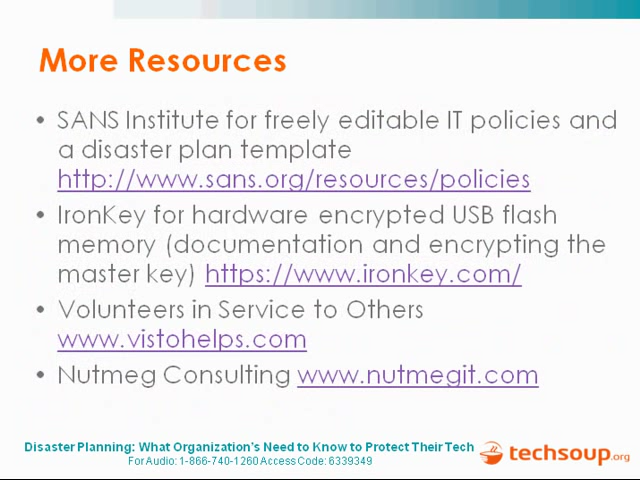 More Resources
• SANS Institute for freely editable IT policies and
a disaster plan template
http://www.sans.org/resources/policies
• IronKey for hardware encrypted USB flash
memory (documentation and encrypting the
master key) https://www.ironkey.com/
• Volunteers in Service to Others
www.vistohelps.com
• Nutmeg Consulting www.nutmegit.com
Disaster Planning: What Organization's Need to Know to Protect Their Tech
For Audio: 1-866-740-1260 Access Code: 6339349
techsoup.org